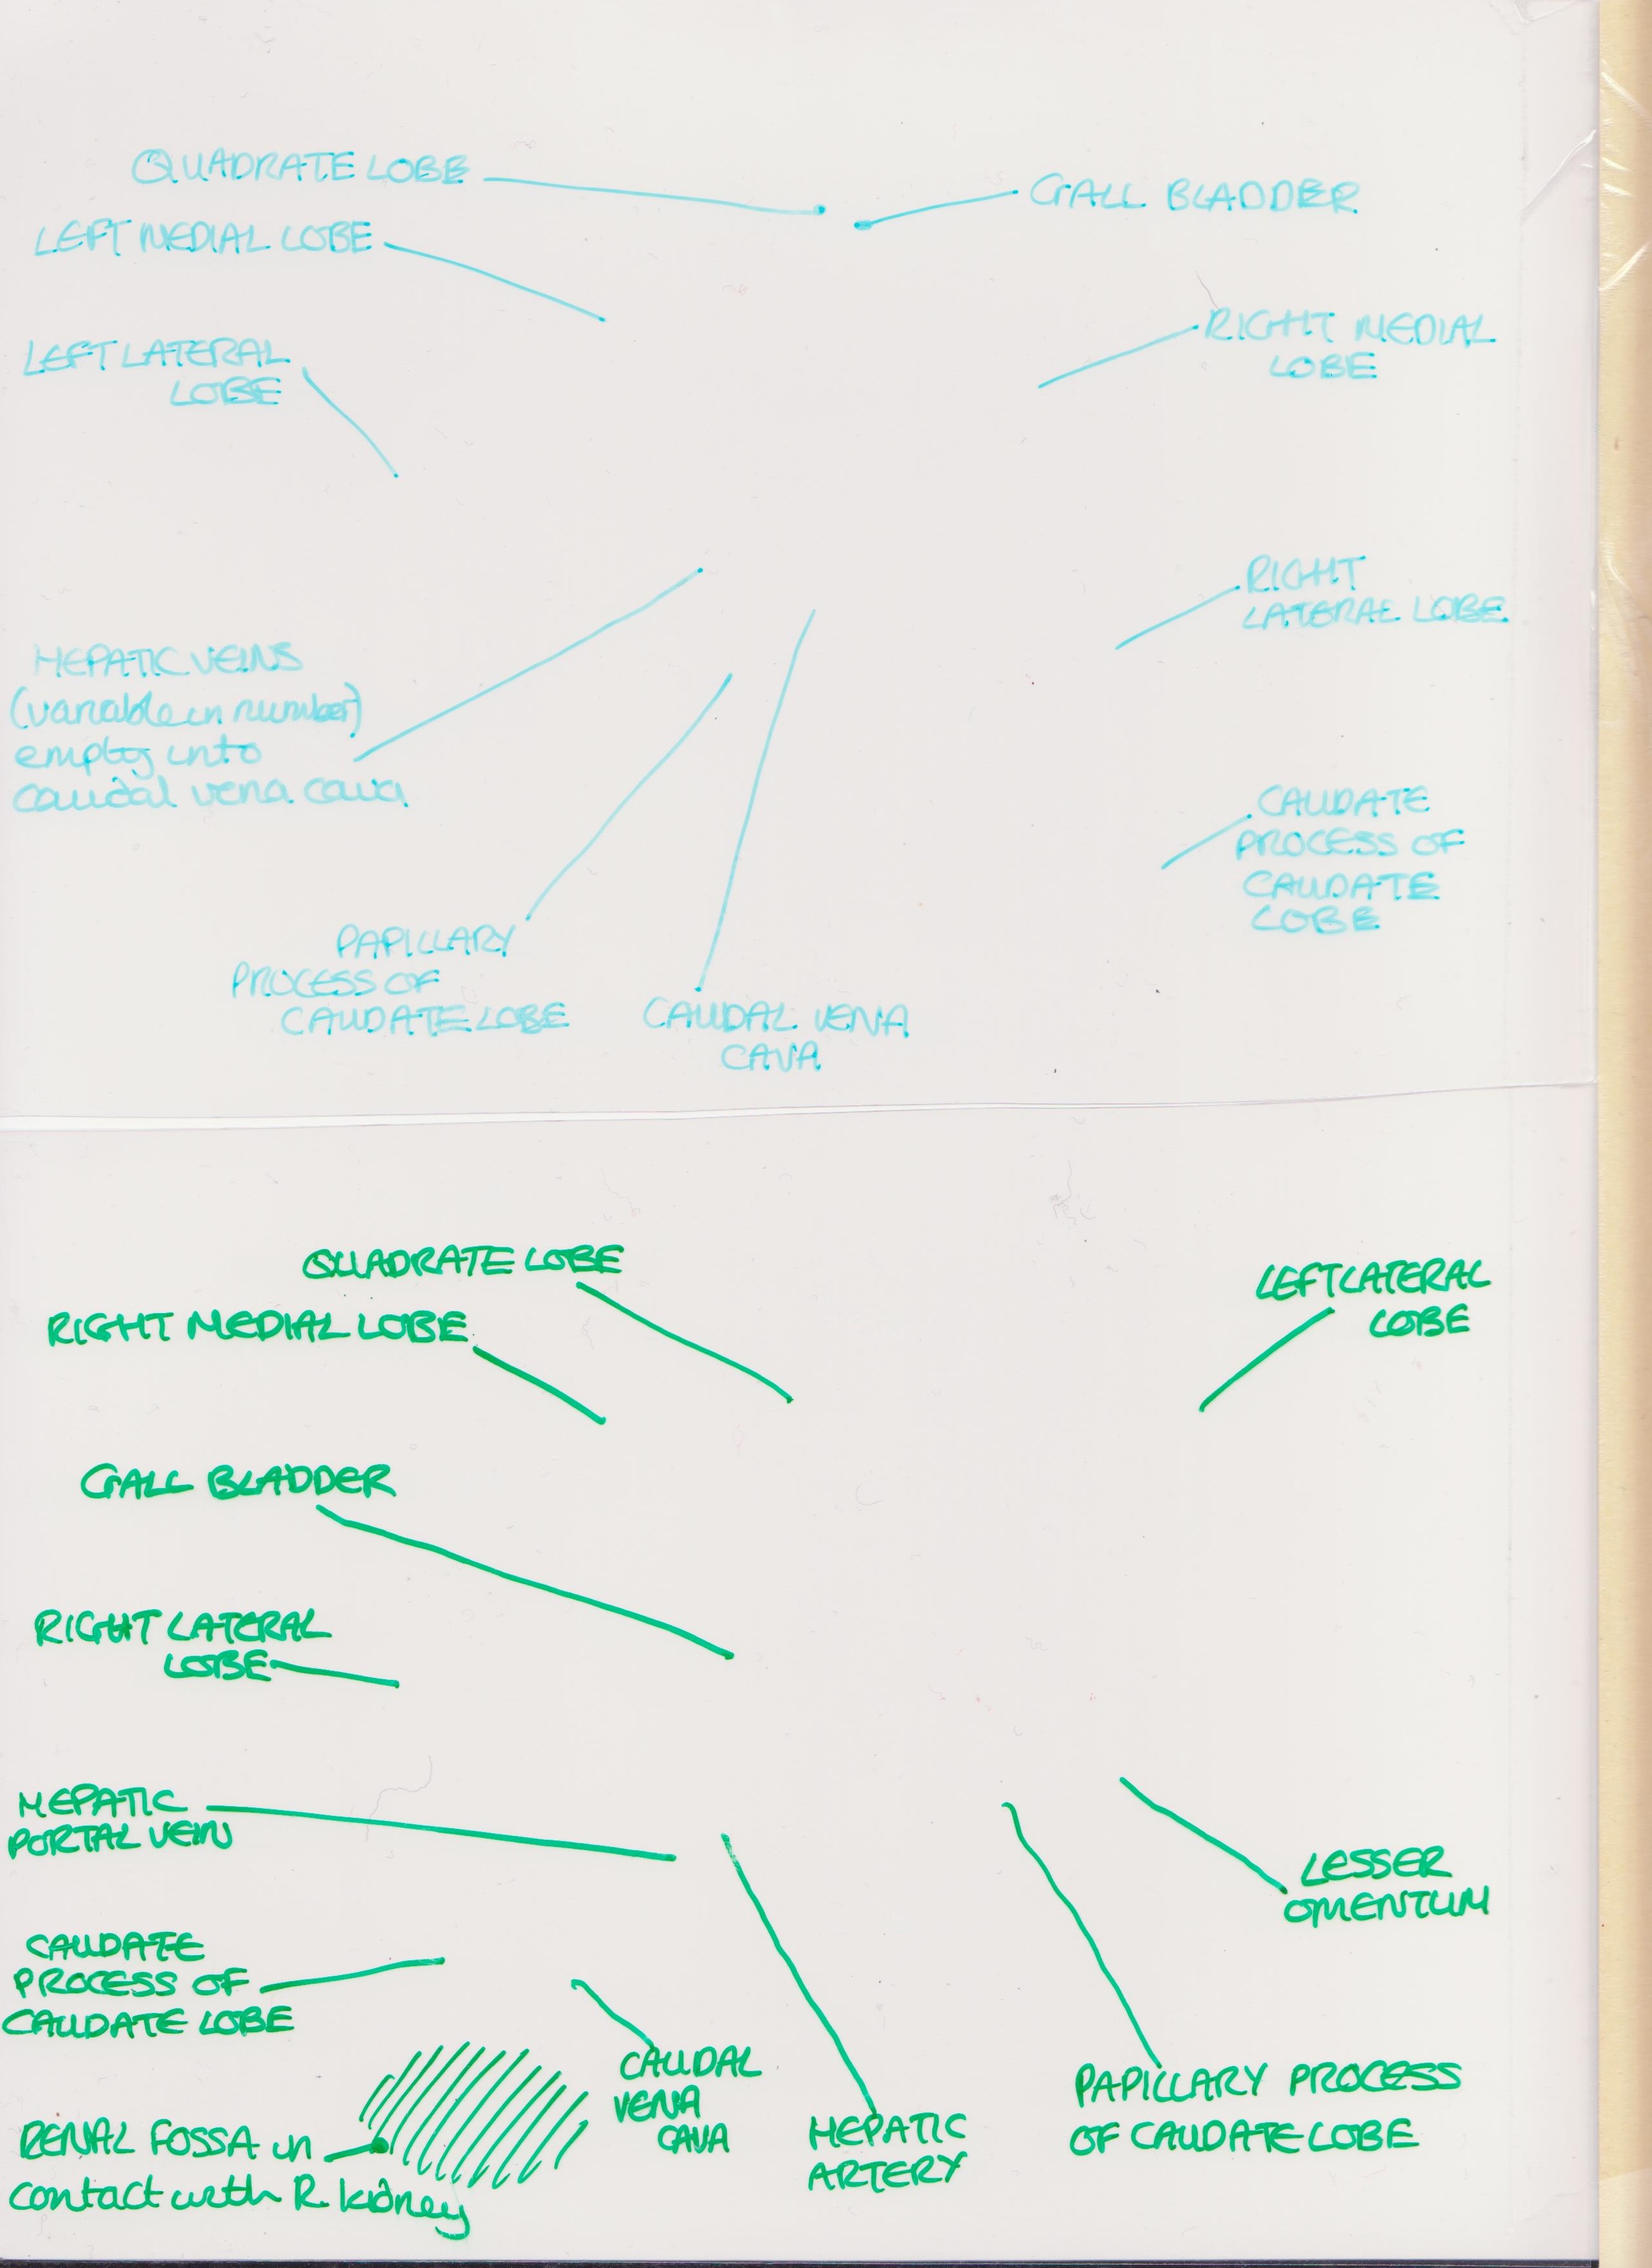 QUADRATE LOBE
GALL BLADDER
LEFT MEDIAL LOBE
RIGHT MEDIAL
LOBE
LEFT LATERAL
LOBE
RIGHT
LATERAL LOBE
HEPATIC VEINS
(variable in number)
empty into
caudal vena cava
CAUDATE
PROCESS OF
CAUDATE
LOBE
PAPILLARY
PROCESS OF
CAUDATE LOBE
CAUDAL VENA
CAVA
QUADRATE LOBE
LEFT LATERAL
LOBE
RIGHT MEDIAL LOBE
GALL BLADDER
RIGHT LATERAL
LOBE
HEPATIC
PORTAL VEIN
LESSER
OMENTUM
CAUDATE
PROCESS OF
CAUDATE LOBE
CAUDAL
VENA
CAVA
PAPILLARY PROCESS
OF CAUDATE LOBE
HEPATIC
ARTERY
RENAL FOSSA in
contact with R. kidney